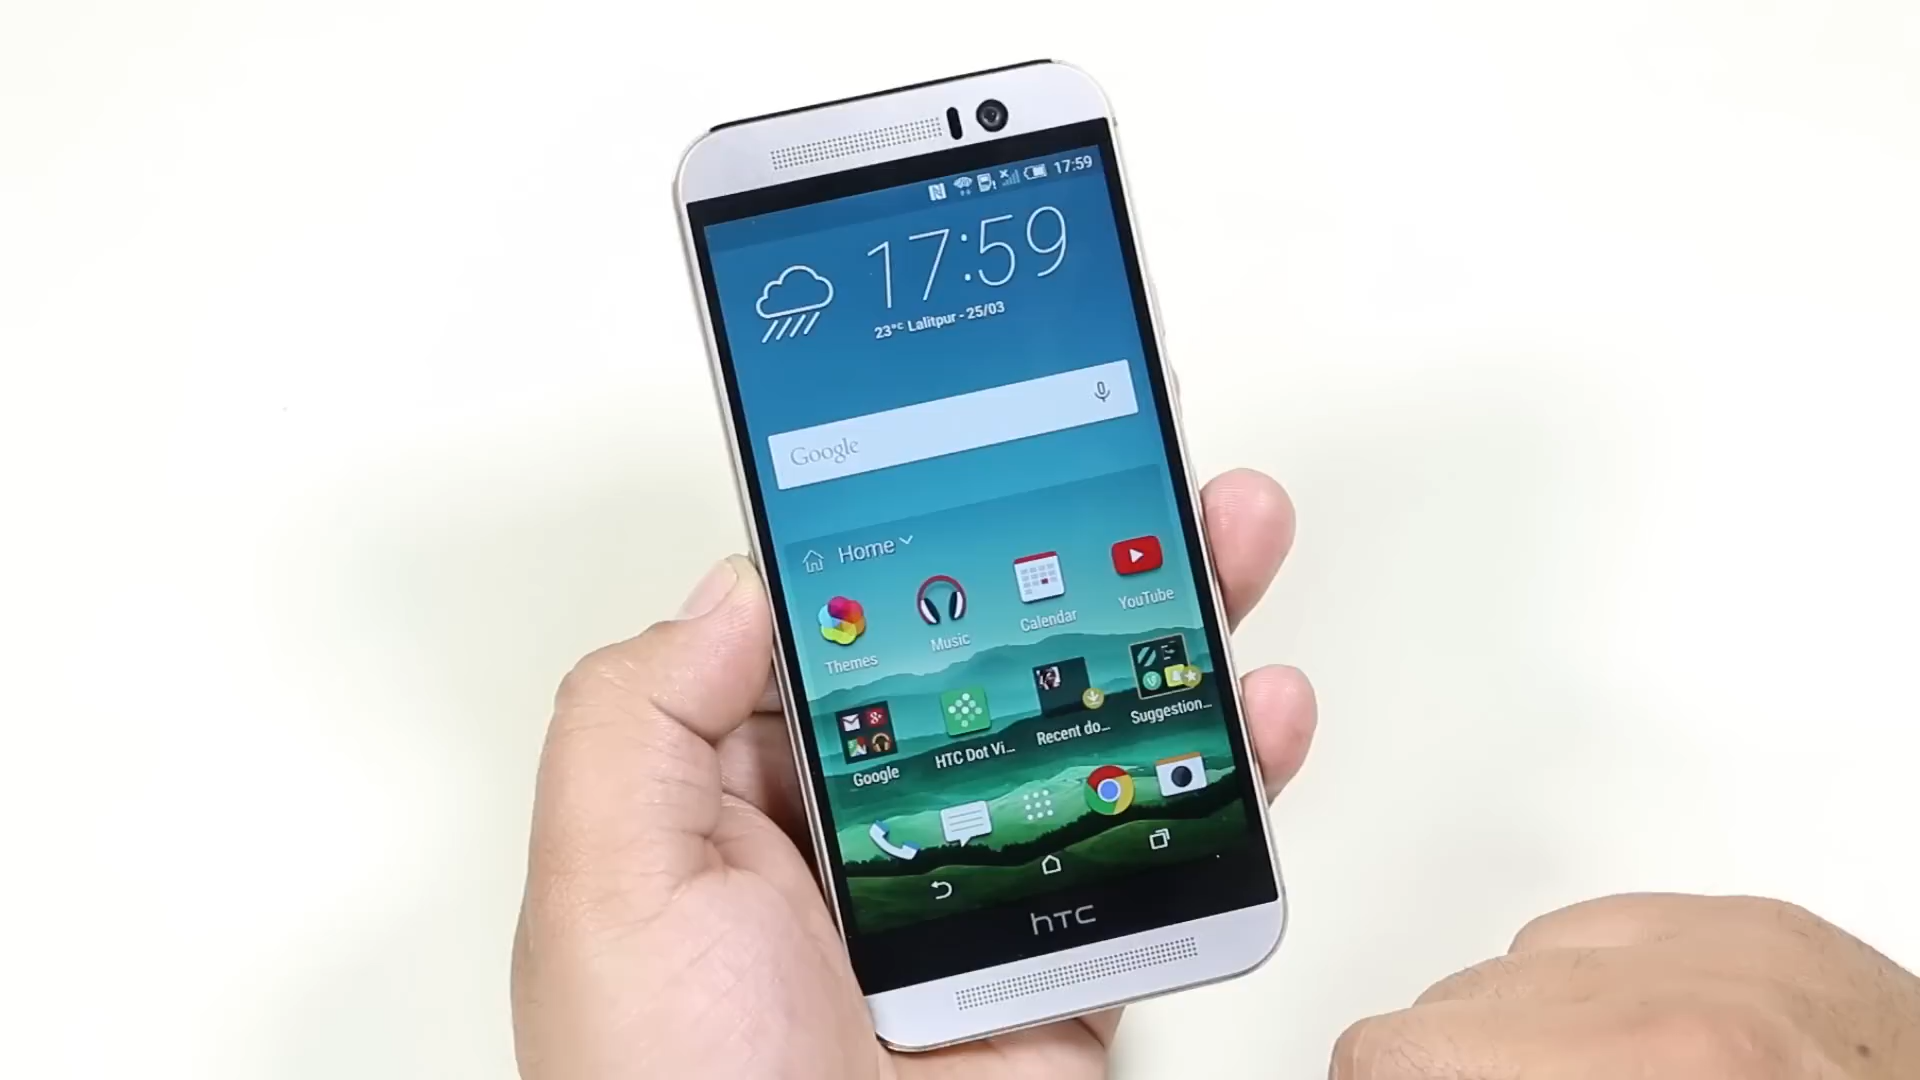 17:59
17:59
23°C Lalitpur - 25/03
Google
Home
Themes
Music
Calendar
YouTube
Google
HTC Dot Vi...
Recent do...
Suggestion...
hTC